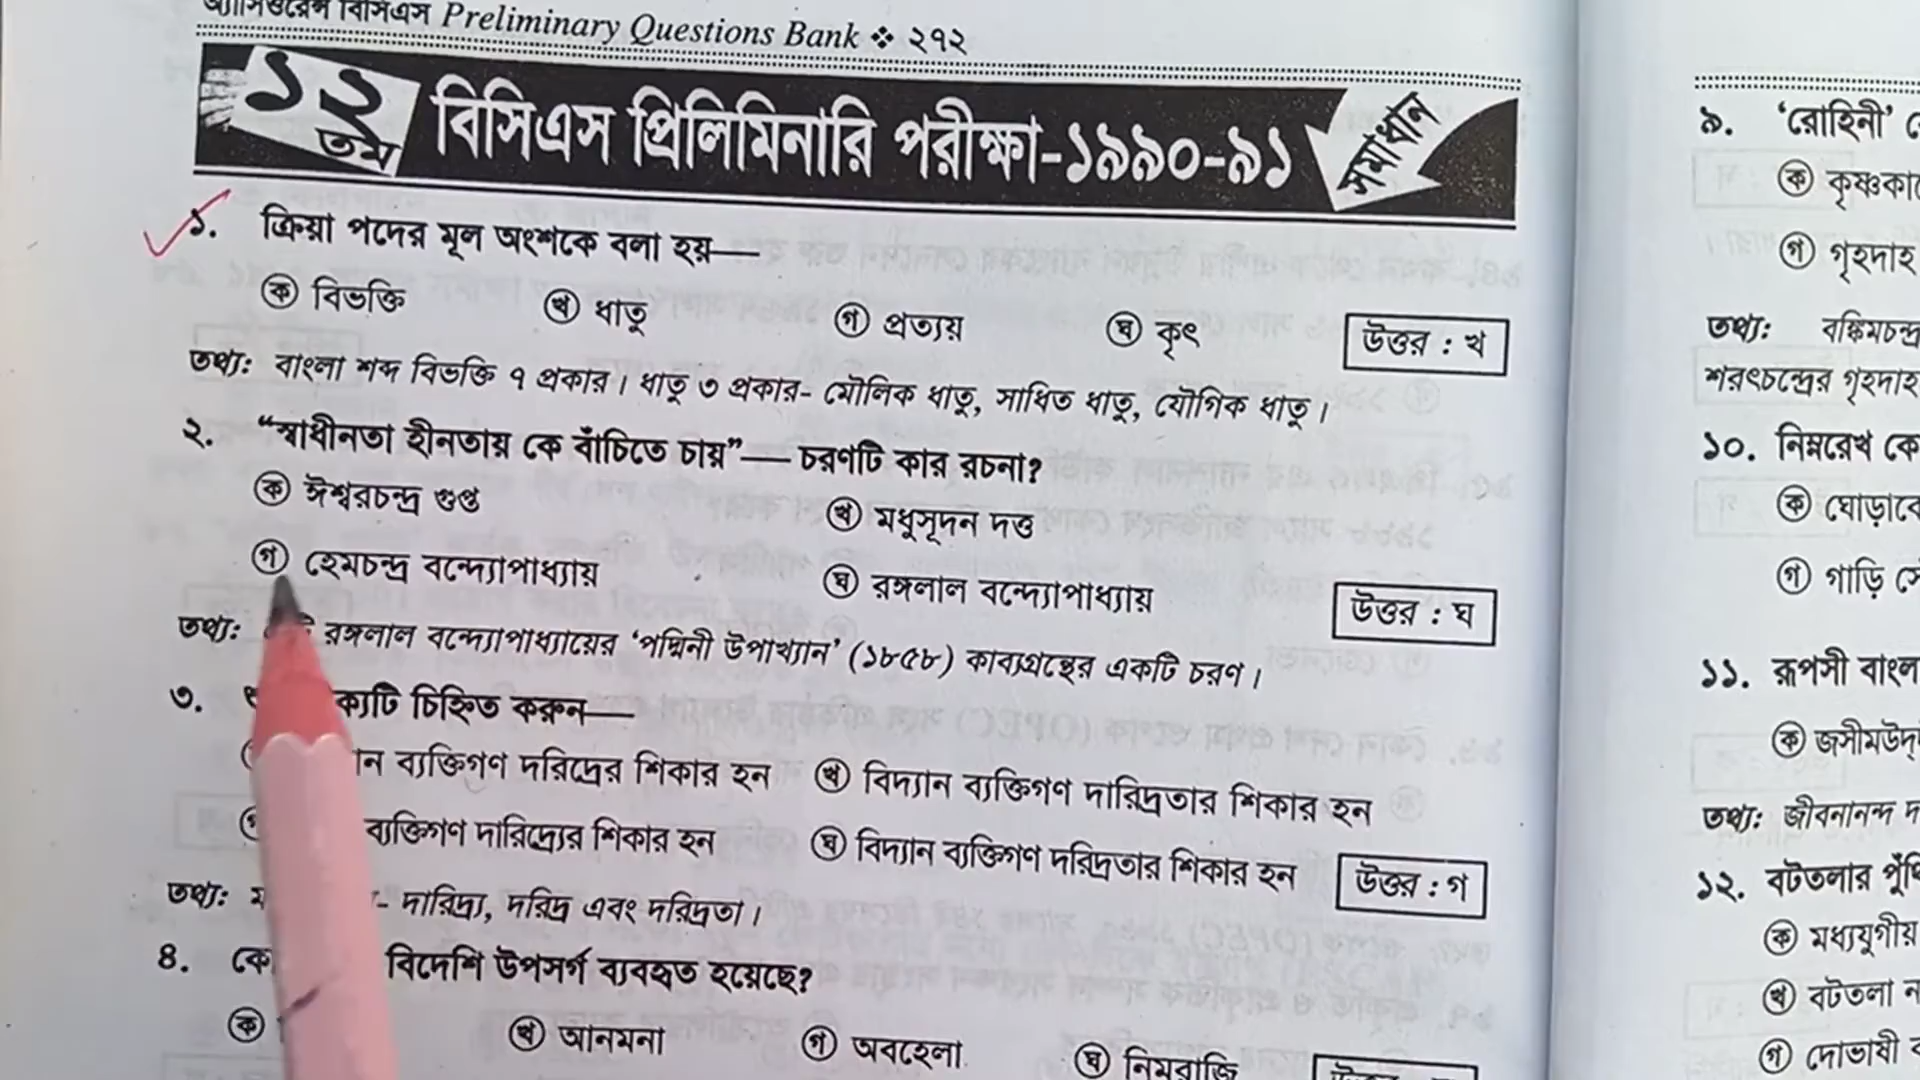 অ্যাসিওরেন্স বিসিএস Preliminary Questions Bank ❖ ২৭২
১২ তম বিসিএস প্রিলিমিনারি পরীক্ষা-১৯৯০-৯১ সমাধান
১. ক্রিয়া পদের মূল অংশকে বলা হয়—
ক বিভক্তি খ ধাতু গ প্রত্যয় ঘ কৃৎ উত্তর : খ
তথ্য: বাংলা শব্দ বিভক্তি ৭ প্রকার। ধাতু ৩ প্রকার- মৌলিক ধাতু, সাধিত ধাতু, যৌগিক ধাতু।
২. “স্বাধীনতা হীনতায় কে বাঁচিতে চায়”— চরণটি কার রচনা?
ক ঈশ্বরচন্দ্র গুপ্ত খ মধুসূদন দত্ত
গ হেমচন্দ্র বন্দ্যোপাধ্যায় ঘ রঙ্গলাল বন্দ্যোপাধ্যায় উত্তর : ঘ
তথ্য: রঙ্গলাল বন্দ্যোপাধ্যায়ের ‘পদ্মিনী উপাখ্যান’ (১৮৫৮) কাব্যগ্রন্থের একটি চরণ।
৩. চিহ্নিত করুন—
ব্যক্তিগণ দরিদ্রের শিকার হন খ বিদ্যান ব্যক্তিগণ দারিদ্রতার শিকার হন
ব্যক্তিগণ দারিদ্র্যের শিকার হন ঘ বিদ্যান ব্যক্তিগণ দরিদ্রতার শিকার হন উত্তর : গ
তথ্য: - দারিদ্র্য, দরিদ্র এবং দরিদ্রতা।
৪. বিদেশি উপসর্গ ব্যবহৃত হয়েছে?
ক খ আনমনা গ অবহেলা ঘ নিমরাজি
৯. ‘রোহিনী’
ক
গ গৃহদাহ
তথ্য: বঙ্কিমচন্দ্র
শরৎচন্দ্রের গৃহদাহ
১০. নিম্নরেখ
ক
গ গাড়ি
১১. রূপসী
ক
তথ্য: জীবনানন্দ
১২. বটতলার
ক মধ্যযুগীয়
খ বটতলা
গ দোভাষী